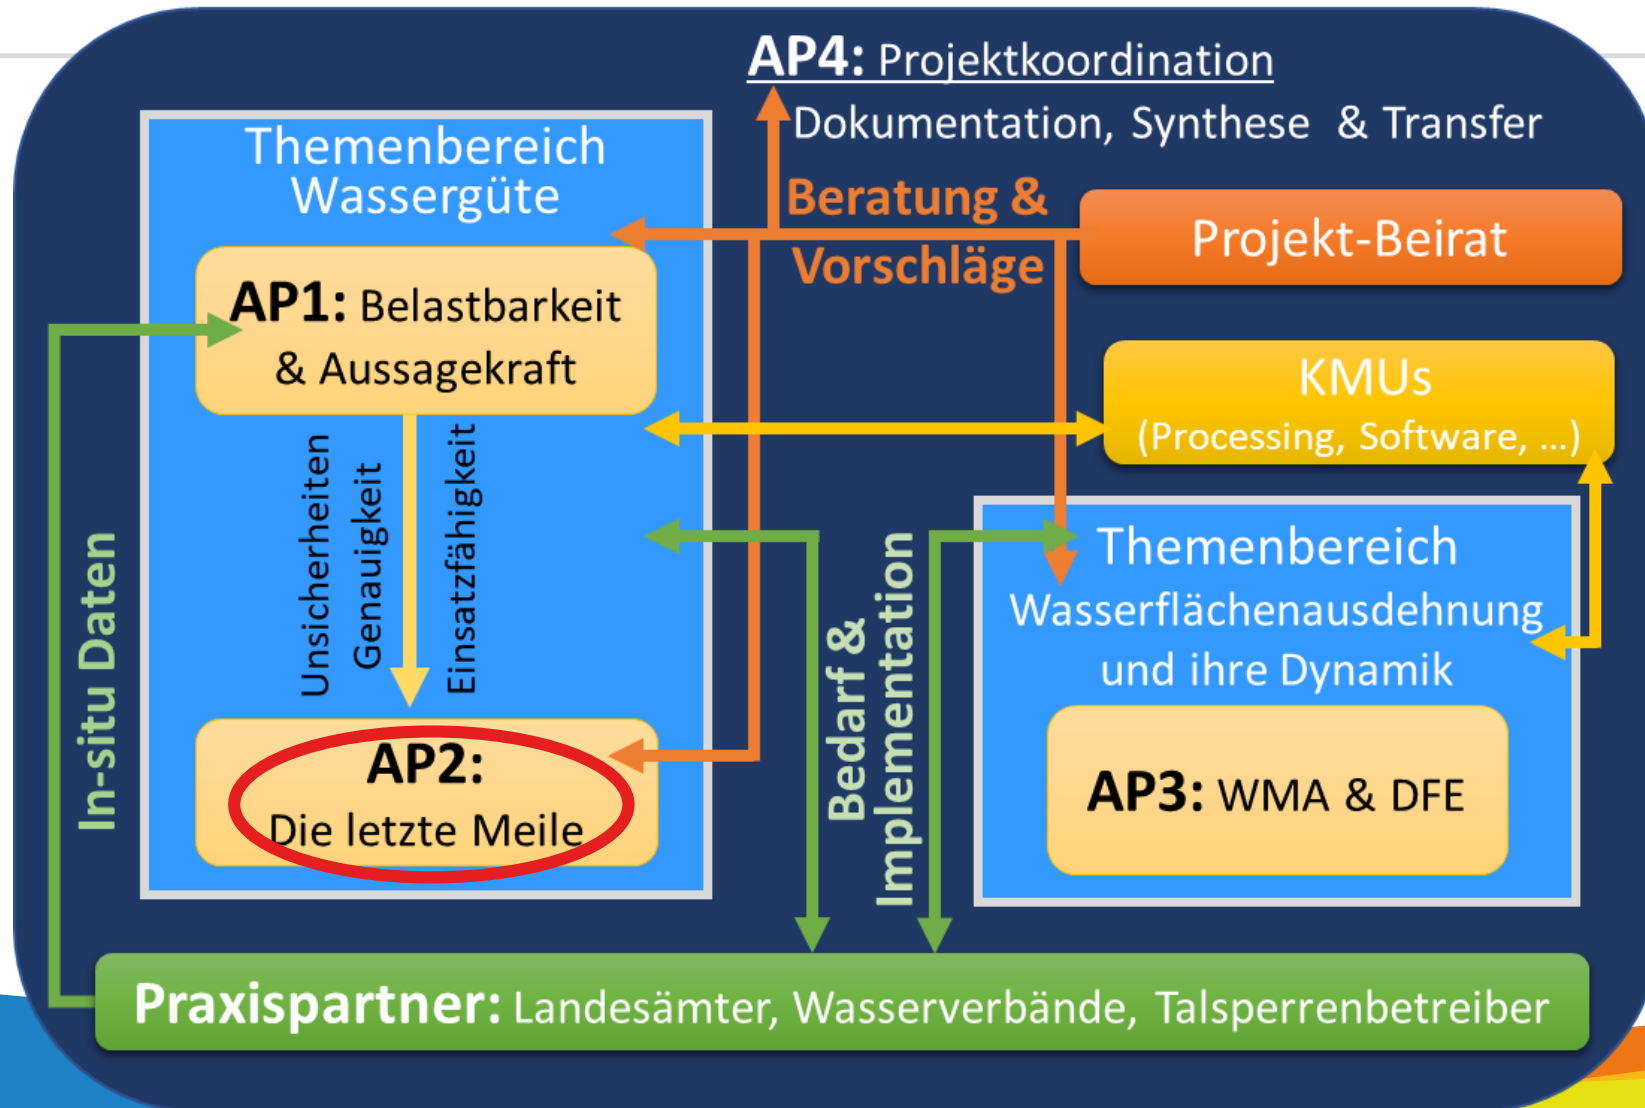 AP4: Projektkoordination
Dokumentation, Synthese & Transfer
Themenbereich
Wassergüte
Beratung &
Vorschläge
Projekt-Beirat
AP1: Belastbarkeit
& Aussagekraft
KMUs
(Processing, Software, ...)
Unsicherheiten
Genauigkeit
Einsatzfähigkeit
In-situ Daten
Bedarf &
Implementation
Themenbereich
Wasserflächenausdehnung
und ihre Dynamik
AP2:
Die letzte Meile
AP3: WMA & DFE
Praxispartner: Landesämter, Wasserverbände, Talsperrenbetreiber